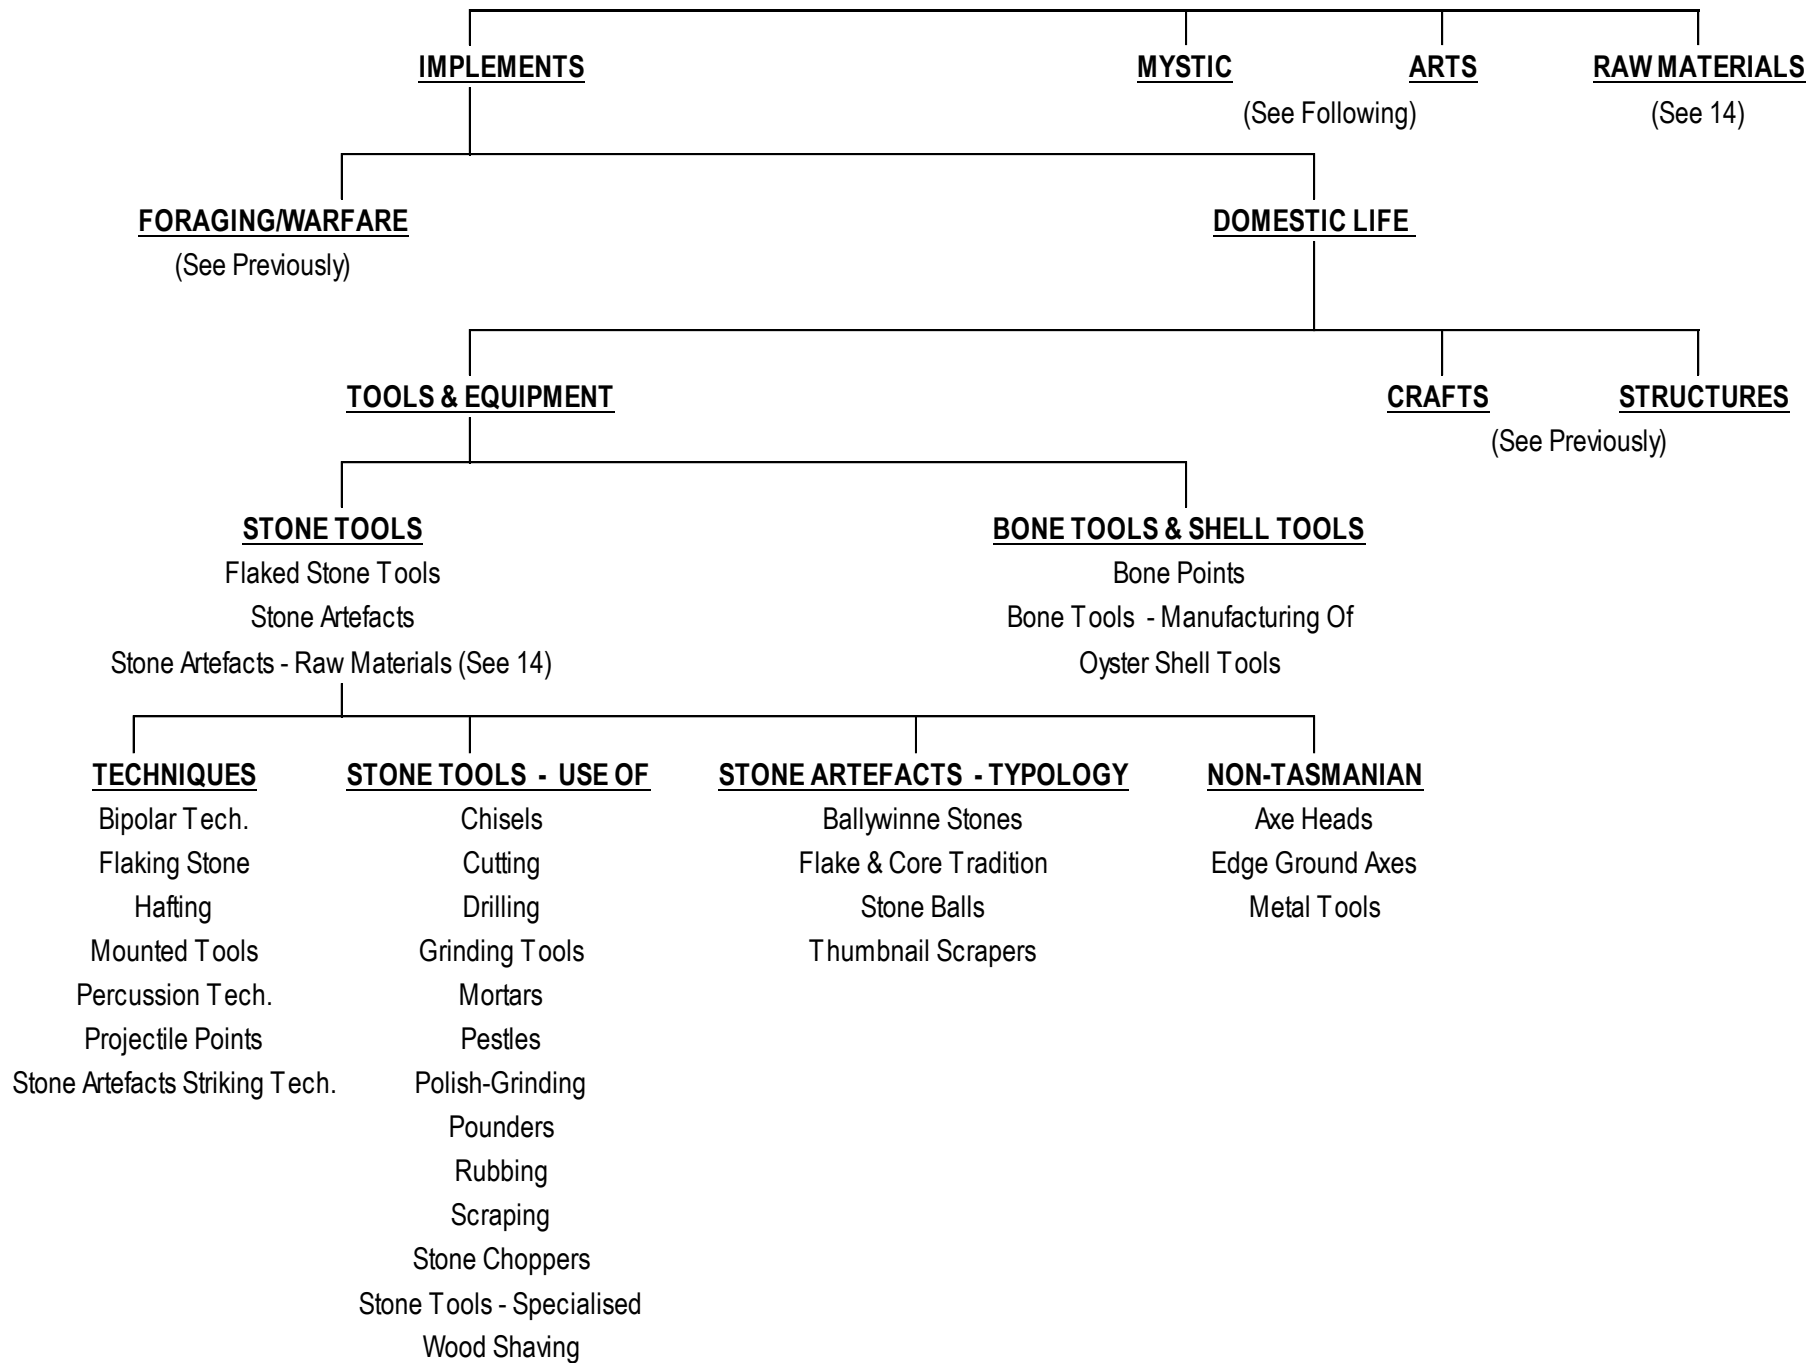 IMPLEMENTS
MYSTIC
ARTS
RAW MATERIALS
(See Following)
(See 14)
FORAGING/WARFARE
(See Previously)
DOMESTIC LIFE
TOOLS & EQUIPMENT
CRAFTS
STRUCTURES
(See Previously)
STONE TOOLS
Flaked Stone Tools
Stone Artefacts
Stone Artefacts - Raw Materials (See 14)
BONE TOOLS & SHELL TOOLS
Bone Points
Bone Tools - Manufacturing Of
Oyster Shell Tools
TECHNIQUES
Bipolar Tech.
Flaking Stone
Hafting
Mounted Tools
Percussion Tech.
Projectile Points
Stone Artefacts Striking Tech.
STONE TOOLS - USE OF
Chisels
Cutting
Drilling
Grinding Tools
Mortars
Pestles
Polish-Grinding
Pounders
Rubbing
Scraping
Stone Choppers
Stone Tools - Specialised
Wood Shaving
STONE ARTEFACTS - TYPOLOGY
Ballywinne Stones
Flake & Core Tradition
Stone Balls
Thumbnail Scrapers
NON-TASMANIAN
Axe Heads
Edge Ground Axes
Metal Tools